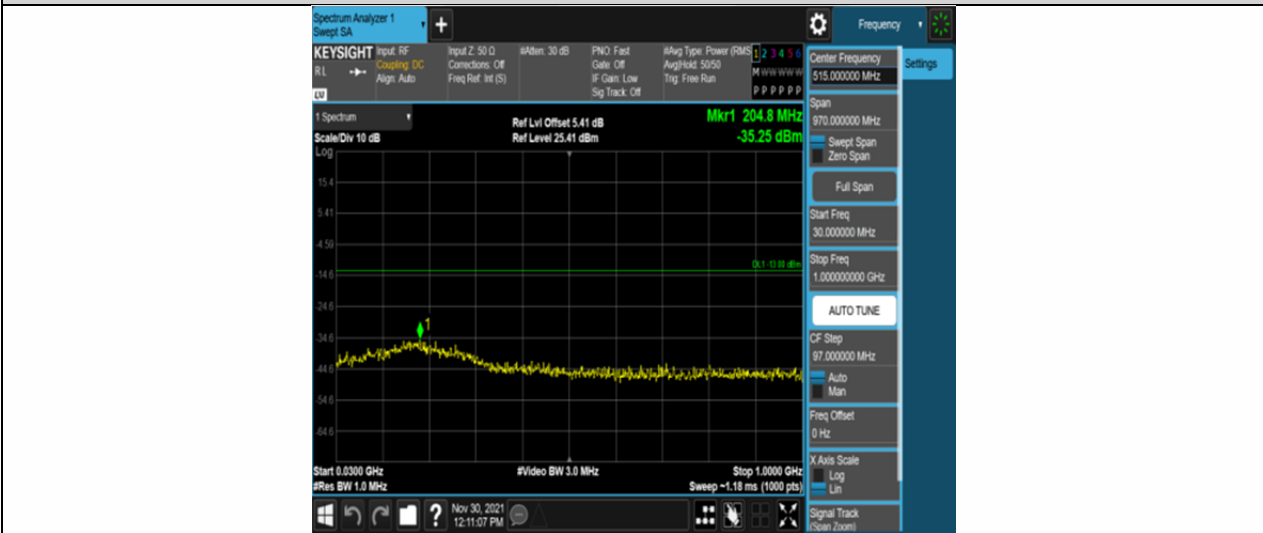 Spectrum Analyzer 1
Swept SA
+
Frequency
KEYSIGHT
RL
LXI
Input: RF
Coupling: DC
Align: Auto
Input Z: 50 Ω
Corrections: Off
Freq Ref: Int (S)
#Atten: 30 dB
PNO: Fast
Gate: Off
IF Gain: Low
Sig Track: Off
#Avg Type: Power (RMS
Avg|Hold: 50/50
Trig: Free Run
1 2 3 4 5 6
M W W W W W
P P P P P P
Center Frequency
515.000000 MHz
Settings
1 Spectrum
Scale/Div 10 dB
Log
Ref Lvl Offset 5.41 dB
Ref Level 25.41 dBm
Mkr1 204.8 MHz
-35.25 dBm
Span
970.000000 MHz
Swept Span
Zero Span
Full Span
Start Freq
30.000000 MHz
Stop Freq
1.000000000 GHz
AUTO TUNE
CF Step
97.000000 MHz
Auto
Man
Freq Offset
0 Hz
X Axis Scale
Log
Lin
Signal Track
(Span Zoom)
15.4
5.41
-4.59
-14.6
-24.6
-34.6
-44.6
-54.6
-64.6
DL1 -13.00 dBm
1
Start 0.0300 GHz
#Res BW 1.0 MHz
#Video BW 3.0 MHz
Stop 1.0000 GHz
Sweep ~1.18 ms (1000 pts)
?
Nov 30, 2021
12:11:07 PM